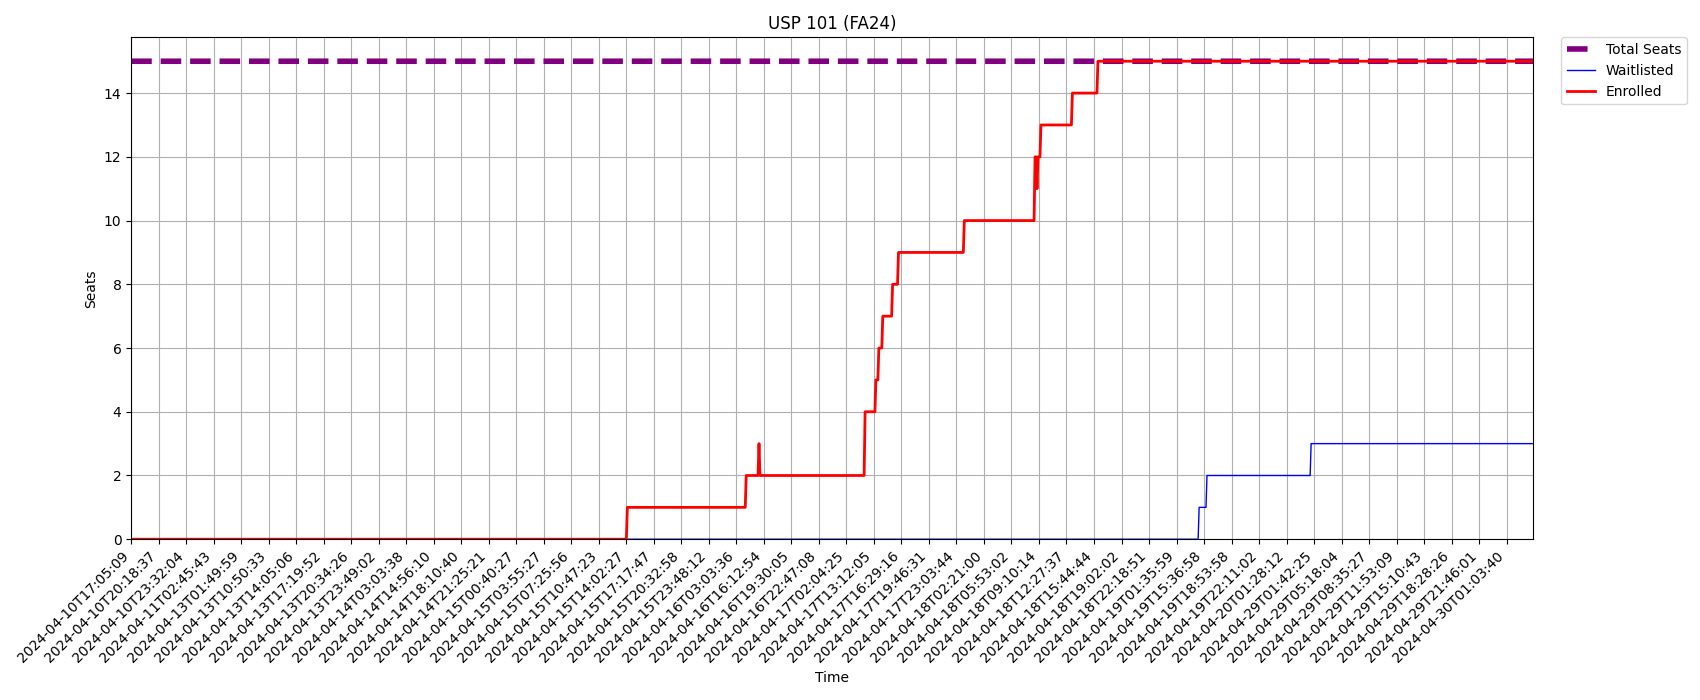 USP 101 (FA24)
Total Seats
Waitlisted
Enrolled
Seats
14
12
10
8
6
4
2
0
2024-04-10T17:05:09
2024-04-10T20:18:37
2024-04-10T23:32:04
2024-04-11T02:45:43
2024-04-13T01:49:59
2024-04-13T10:50:33
2024-04-13T14:05:06
2024-04-13T17:19:52
2024-04-13T20:34:26
2024-04-13T23:49:02
2024-04-14T03:03:38
2024-04-14T14:56:10
2024-04-14T18:10:40
2024-04-14T21:25:21
2024-04-15T00:40:27
2024-04-15T03:55:27
2024-04-15T07:25:56
2024-04-15T10:47:23
2024-04-15T14:02:27
2024-04-15T17:17:47
2024-04-15T20:32:58
2024-04-15T23:48:12
2024-04-16T03:03:36
2024-04-16T16:12:54
2024-04-16T19:30:05
2024-04-16T22:47:08
2024-04-17T02:04:25
2024-04-17T13:12:05
2024-04-17T16:29:16
2024-04-17T19:46:31
2024-04-17T23:03:44
2024-04-18T02:21:00
2024-04-18T05:53:02
2024-04-18T09:10:14
2024-04-18T12:27:37
2024-04-18T15:44:44
2024-04-18T19:02:02
2024-04-18T22:18:51
2024-04-19T01:35:59
2024-04-19T15:36:58
2024-04-19T18:53:58
2024-04-19T22:11:02
2024-04-20T01:28:12
2024-04-29T01:42:25
2024-04-29T05:18:04
2024-04-29T08:35:27
2024-04-29T11:53:09
2024-04-29T15:10:43
2024-04-29T18:28:26
2024-04-29T21:46:01
2024-04-30T01:03:40
Time